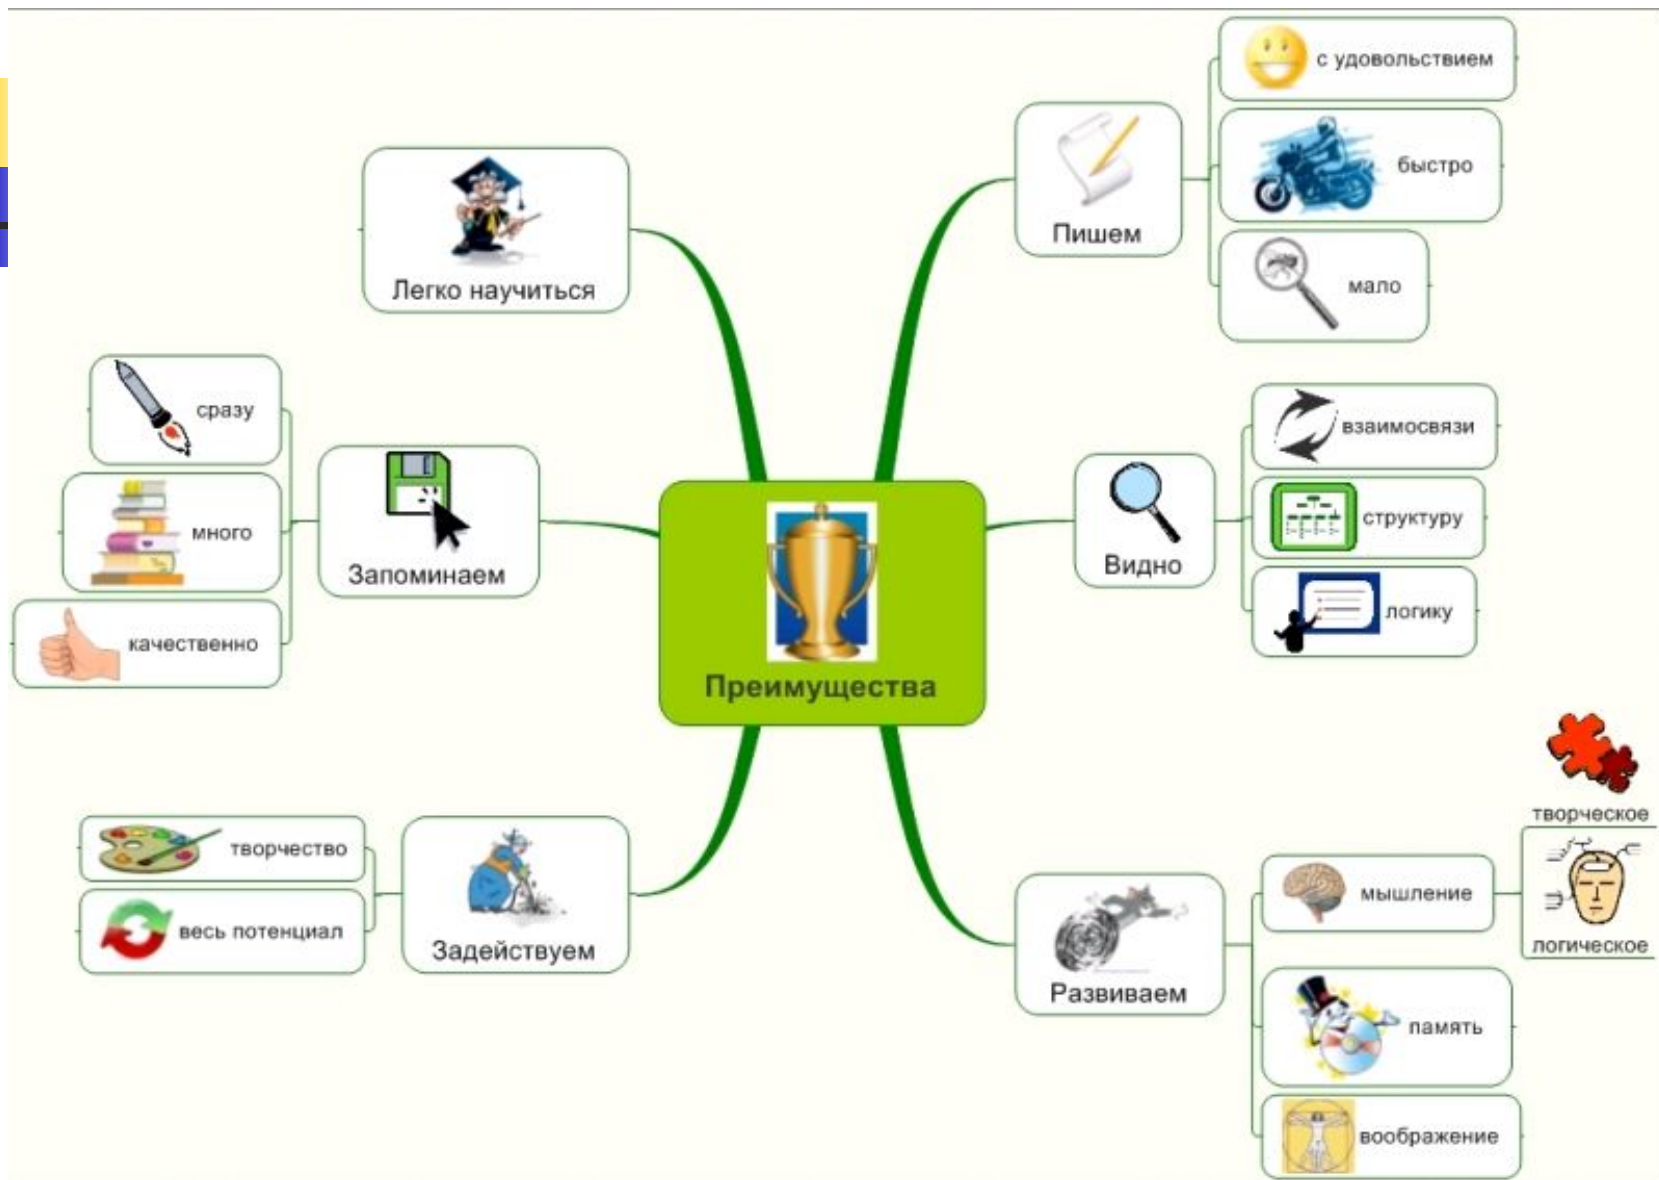 с удовольствием
быстро
Пишем
мало
Легко научиться
сразу
взаимосвязи
структуру
много
Видно
Запоминаем
логику
качественно
Преимущества
творческое
творчество
мышление
весь потенциал
логическое
Задействуем
Развиваем
память
воображение